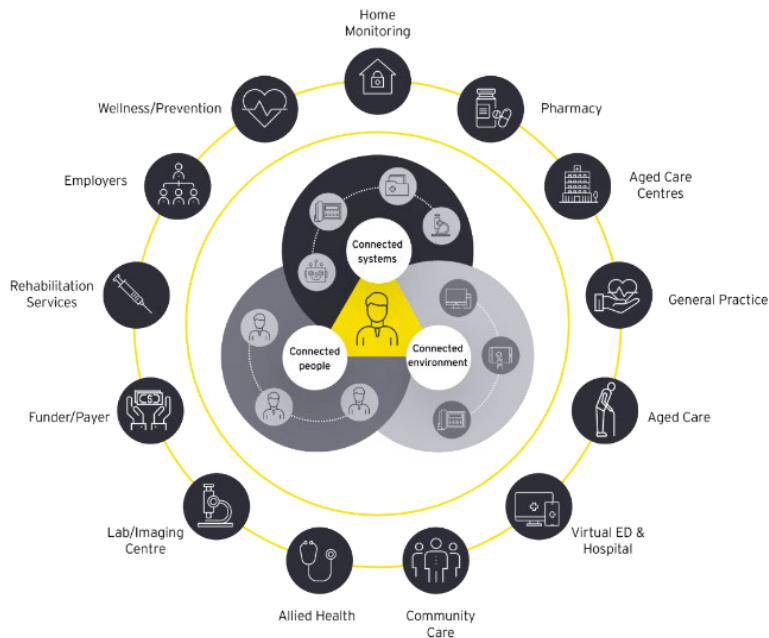 Home
Monitoring
Wellness/Prevention
Pharmacy
Employers
Aged Care
Centres
Connected
systems
Rehabilitation
Services
General Practice
Connected
people
Connected
environment
Funder/Payer
$
Aged Care
Lab/Imaging
Centre
Virtual ED &
Hospital
Allied Health
Community
Care